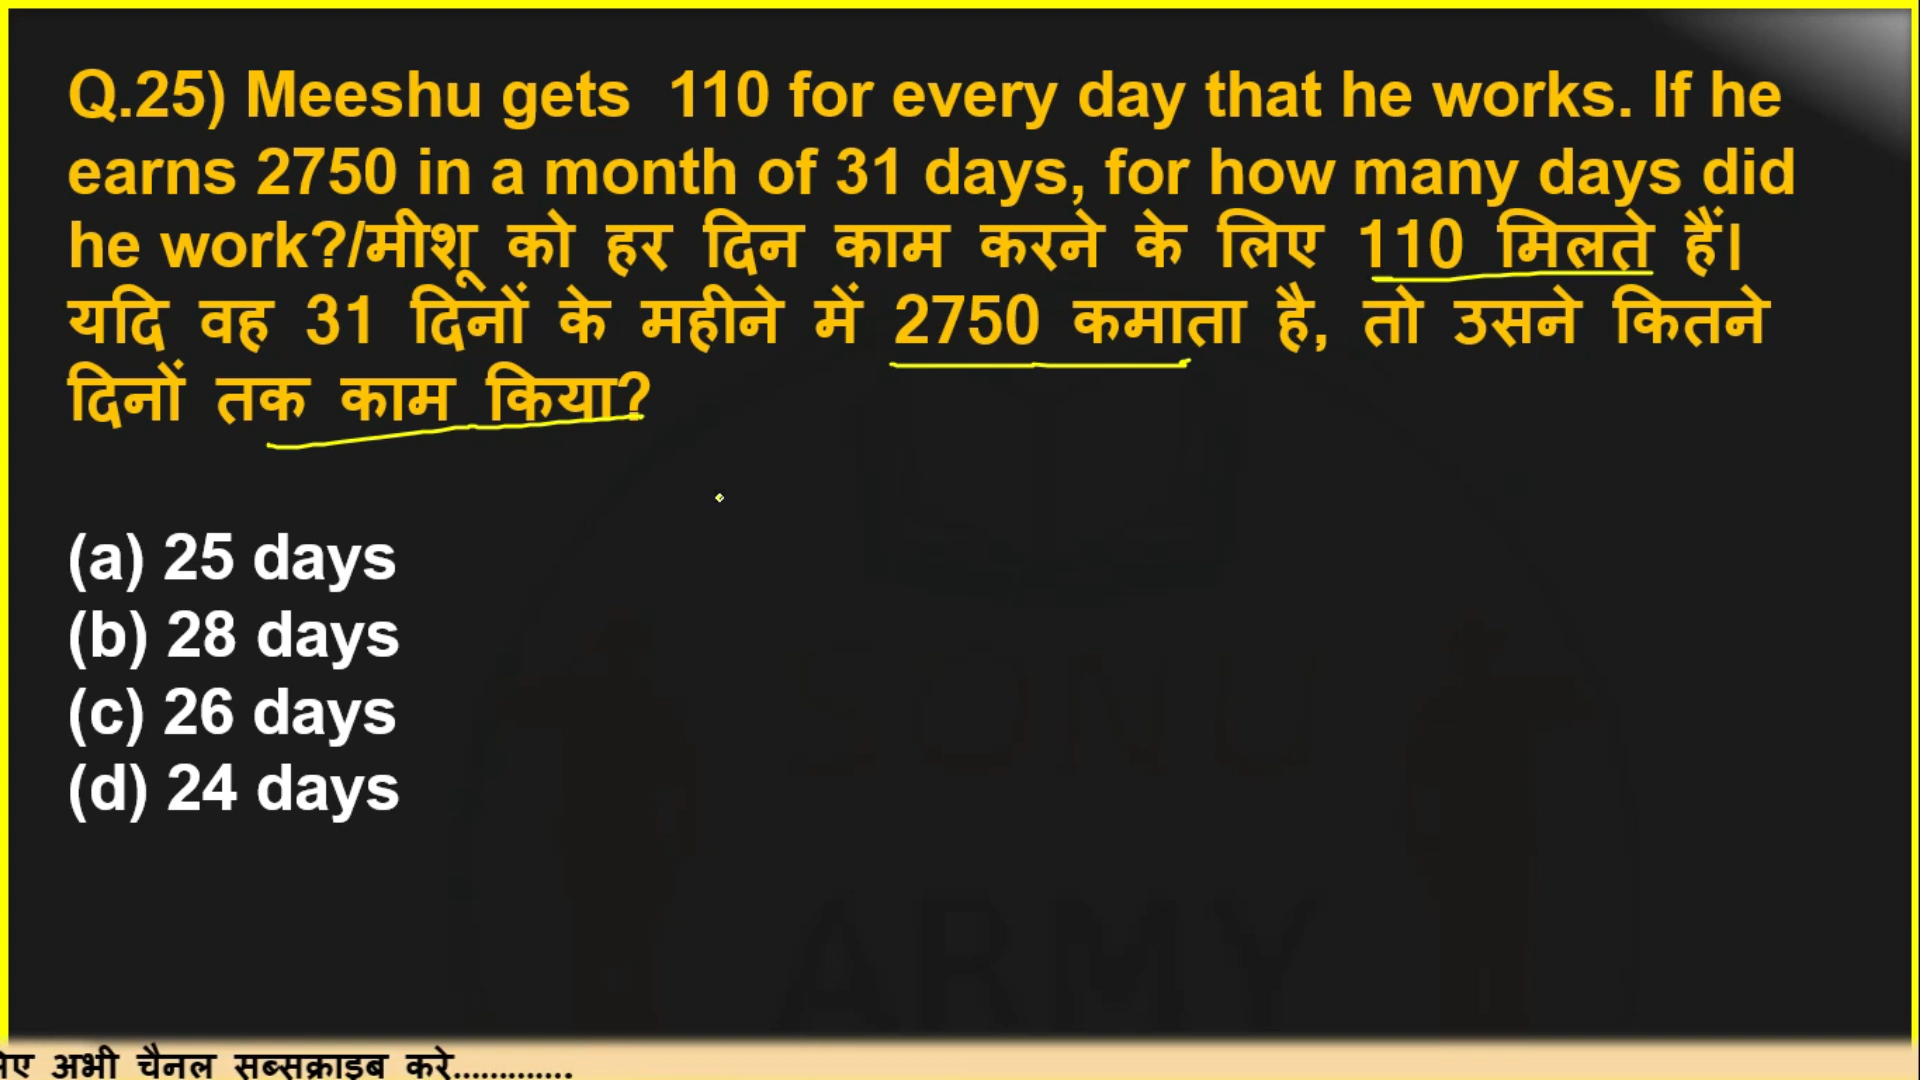 Q.25) Meeshu gets 110 for every day that he works. If he
earns 2750 in a month of 31 days, for how many days did
he work?/मीशू को हर दिन काम करने के लिए 110 मिलते हैं।
यदि वह 31 दिनों के महीने में 2750 कमाता है, तो उसने कितने
दिनों तक काम किया?
(a) 25 days
(b) 28 days
(c) 26 days
(d) 24 days
SONU
ARMY
अभी चैनल सब्सक्राइब करे.............